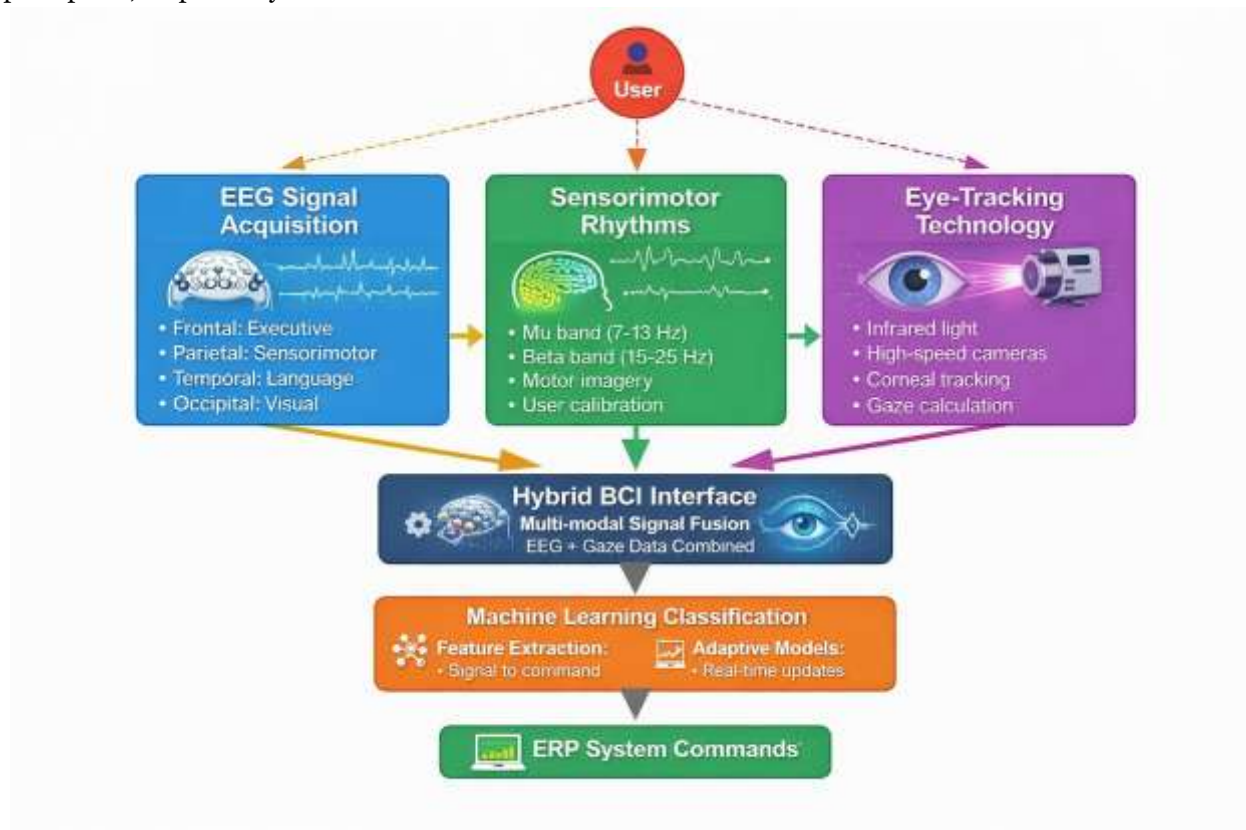 User
EEG Signal
Acquisition
• Frontal: Executive
• Parietal: Sensorimotor
• Temporal: Language
• Occipital: Visual
Sensorimotor
Rhythms
• Mu band (7-13 Hz)
• Beta band (15-25 Hz)
• Motor imagery
• User calibration
Eye-Tracking
Technology
• Infrared light
• High-speed cameras
• Corneal tracking
• Gaze calculation
Hybrid BCI Interface
Multi-modal Signal Fusion
EEG + Gaze Data Combined
Machine Learning Classification
Feature Extraction:
• Signal to command
Adaptive Models:
• Real-time updates
ERP System Commands